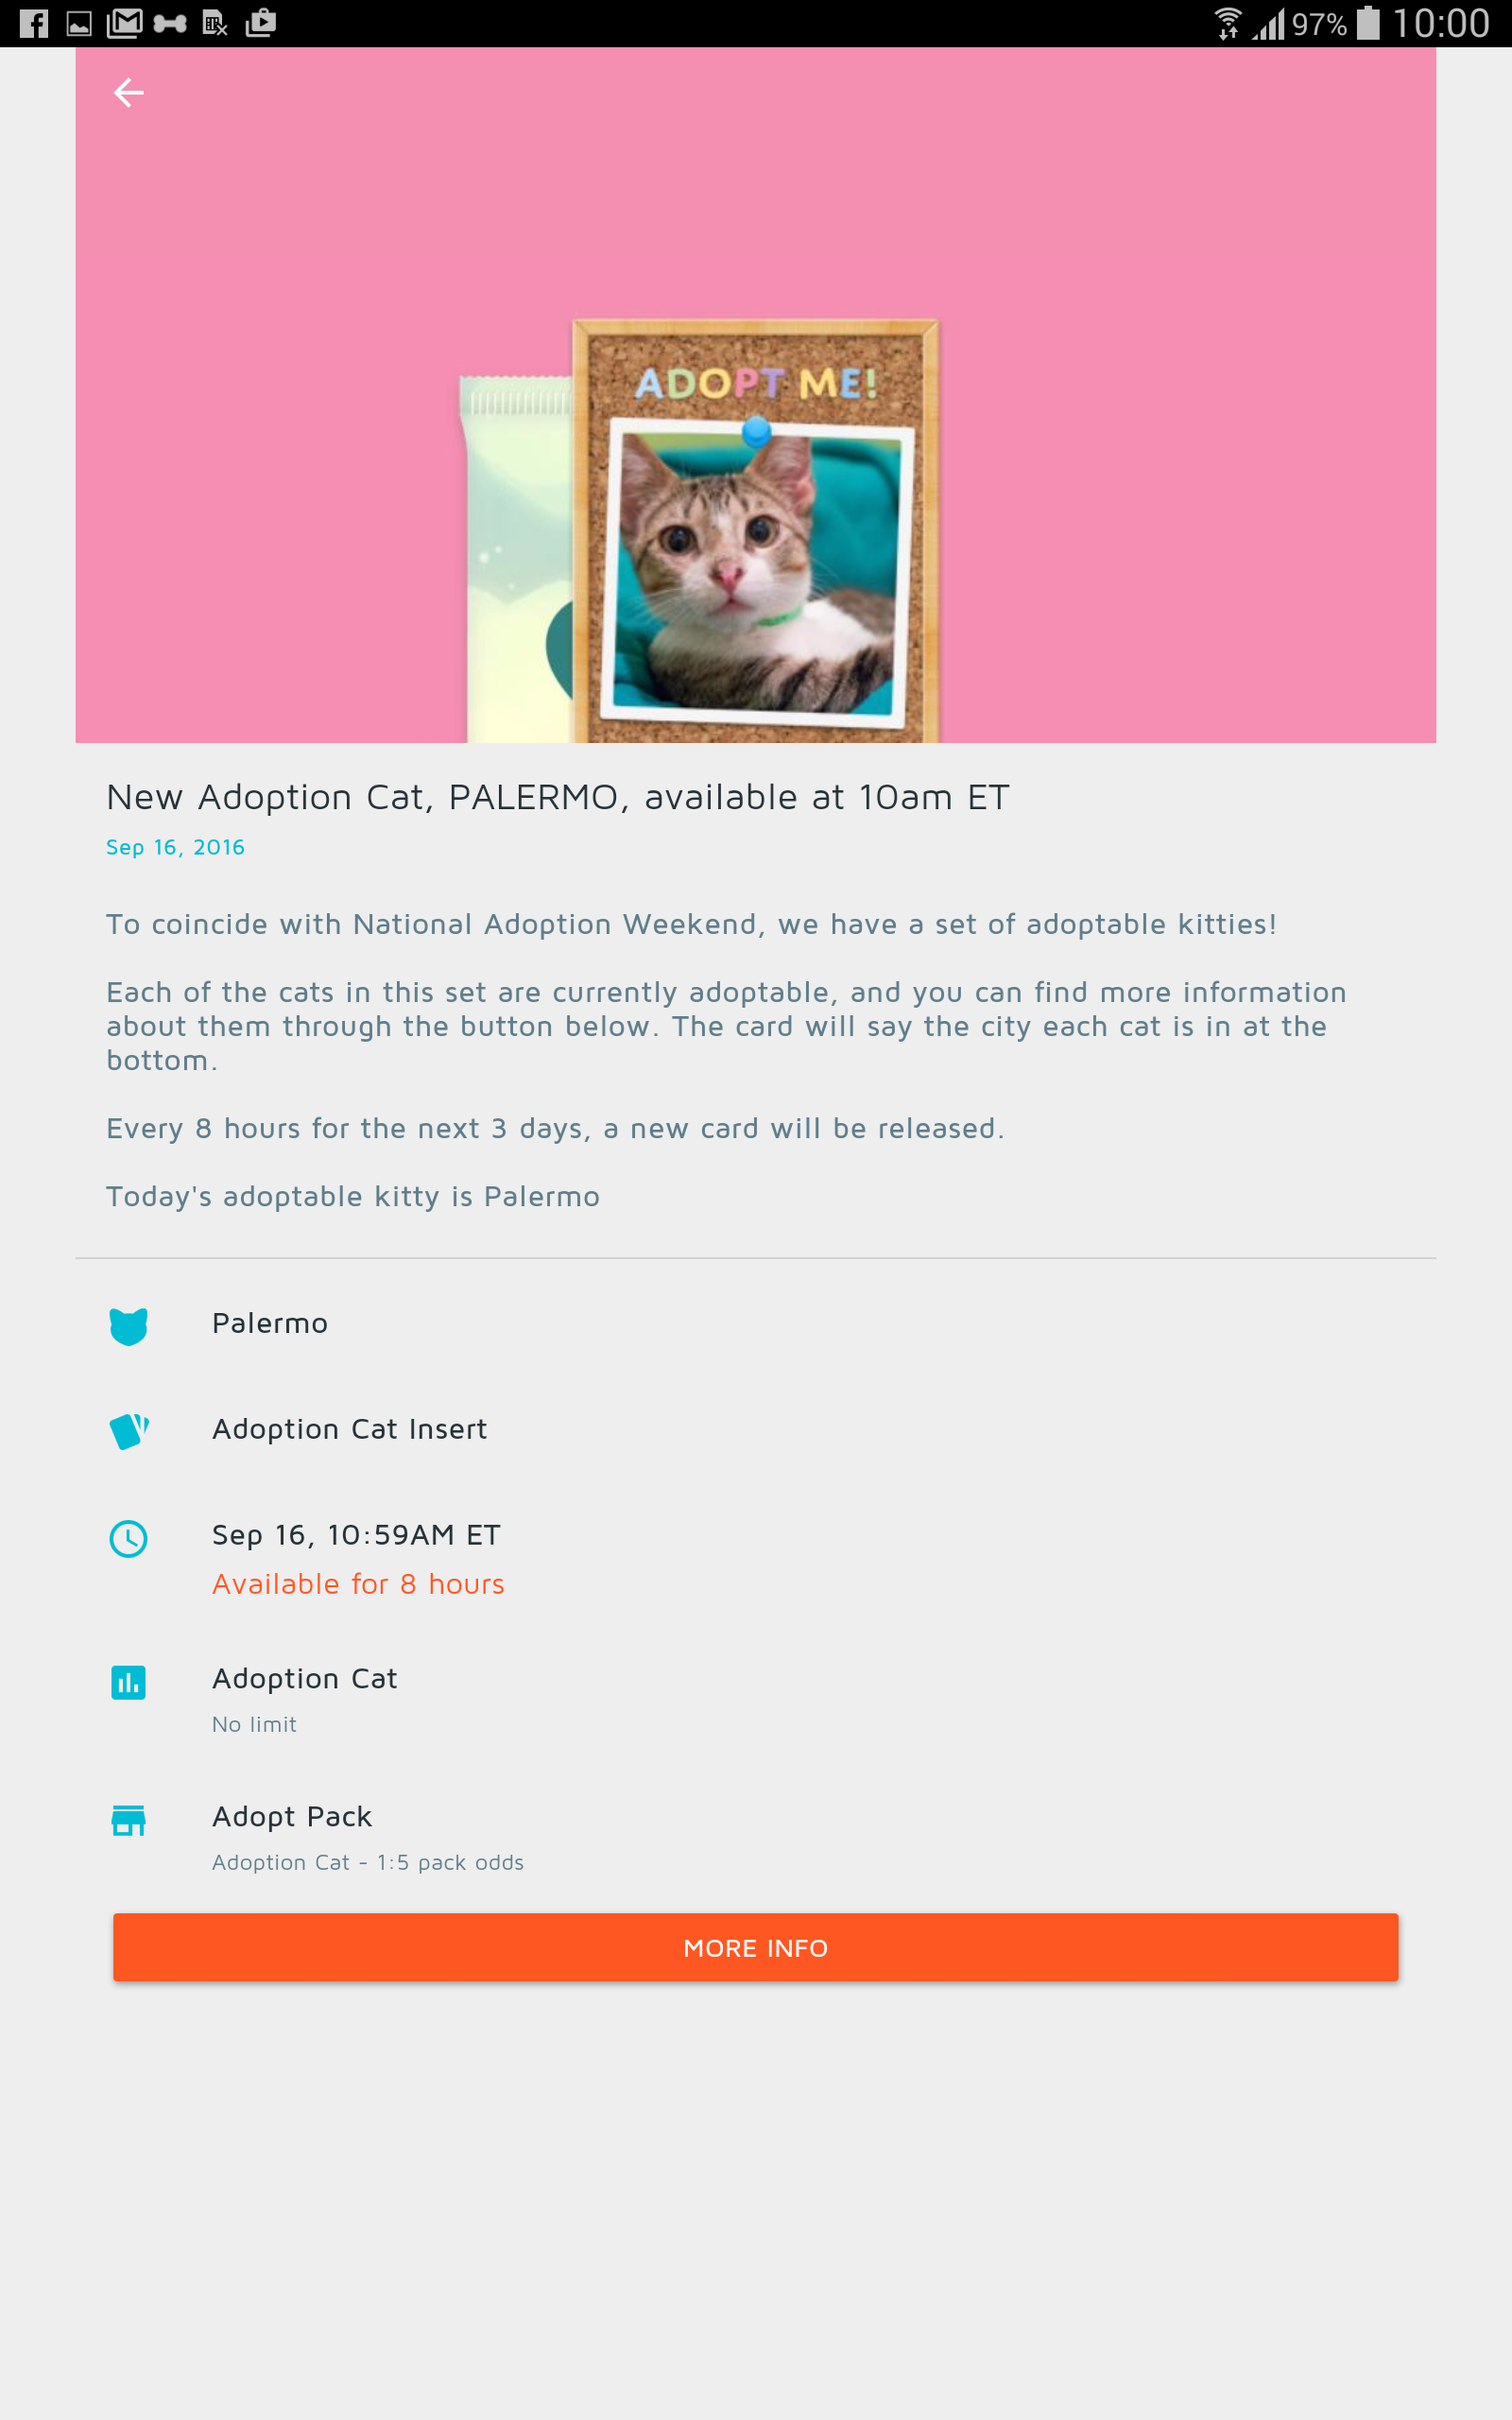 97% 10:00
ADOPT ME!
New Adoption Cat, PALERMO, available at 10am ET
Sep 16, 2016
To coincide with National Adoption Weekend, we have a set of adoptable kitties!
Each of the cats in this set are currently adoptable, and you can find more information
about them through the button below. The card will say the city each cat is in at the
bottom.
Every 8 hours for the next 3 days, a new card will be released.
Today's adoptable kitty is Palermo
Palermo
Adoption Cat Insert
Sep 16, 10:59AM ET
Available for 8 hours
Adoption Cat
No limit
Adopt Pack
Adoption Cat - 1:5 pack odds
MORE INFO